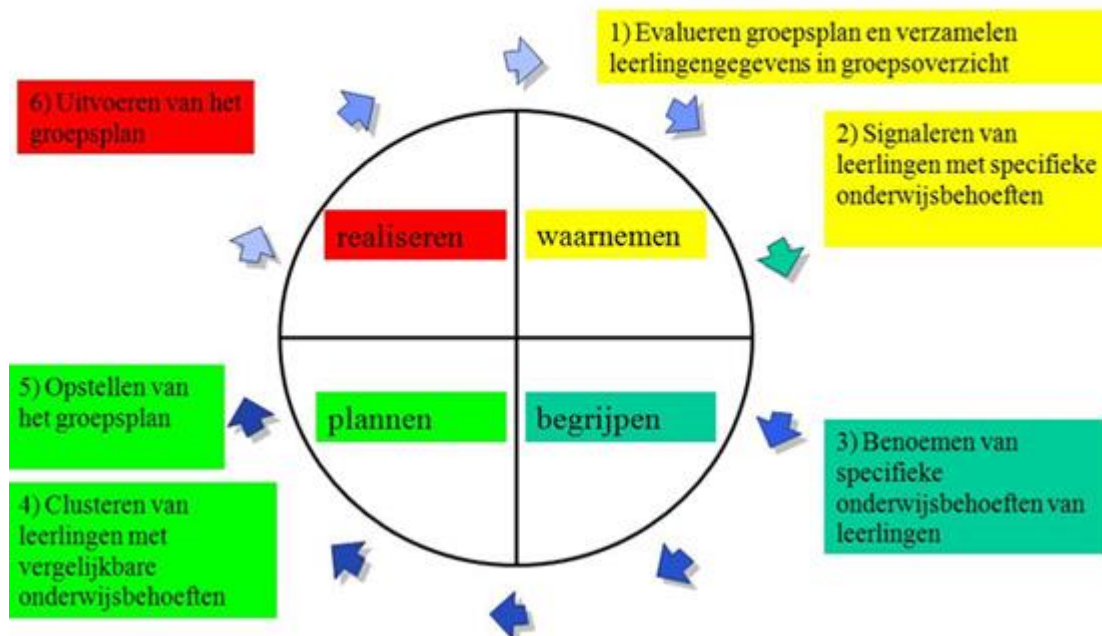 1) Evalueren groepsplan en verzamelen
leerlingengegevens in groepsoverzicht
6) Uitvoeren van het
groepsplan
2) Signaleren van
leerlingen met specifieke
onderwijsbehoeften
realiseren
waarnemen
5) Opstellen van
het groepsplan
plannen
begrijpen
3) Benoemen van
specifieke
onderwijsbehoeften van
leerlingen
4) Clusteren van
leerlingen met
vergelijkbare
onderwijsbehoeften